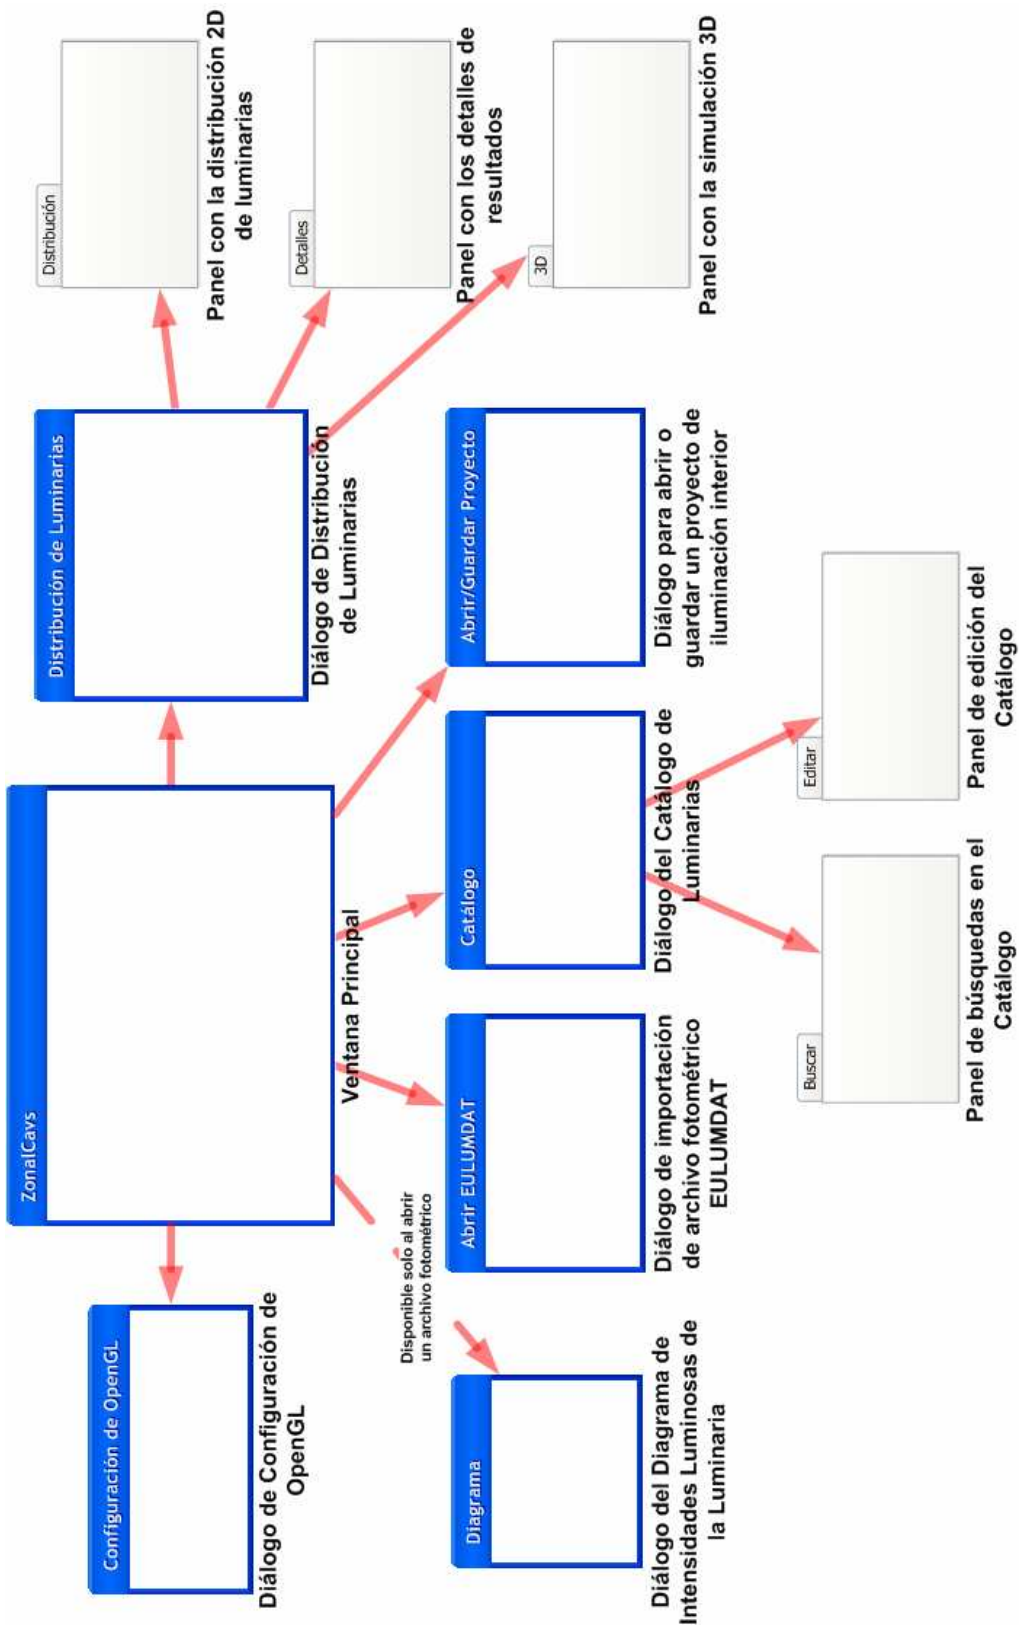 ZonalCavs
Ventana Principal
Configuración de OpenGL
Diálogo de Configuración de
OpenGL
Distribución de Luminarias
Diálogo de Distribución
de Luminarias
Distribución
Panel con la distribución 2D
de luminarias
Detalles
Panel con los detalles de
resultados
3D
Panel con la simulación 3D
Disponible solo al abrir
un archivo fotométrico
Diagrama
Diálogo del Diagrama de
Intensidades Luminosas de
la Luminaria
Abrir EULUMDAT
Diálogo de importación
de archivo fotométrico
EULUMDAT
Catálogo
Diálogo del Catálogo de
Luminarias
Abrir/Guardar Proyecto
Diálogo para abrir o
guardar un proyecto de
iluminación interior
Buscar
Panel de búsquedas en el
Catálogo
Editar
Panel de edición del
Catálogo